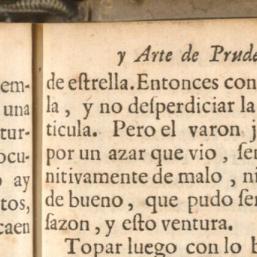 y Arte de Prude
em-
una
tur-
ocu-
ay
tos,
caen
de eſtrella. Entonces con
la, y no deſperdiciar la
ticula. Pero el varon j
por un azar que vio, ſen
nitivamente de malo, ni
de bueno, que pudo ſer
ſazon, y eſto ventura.
Topar luego con lo b